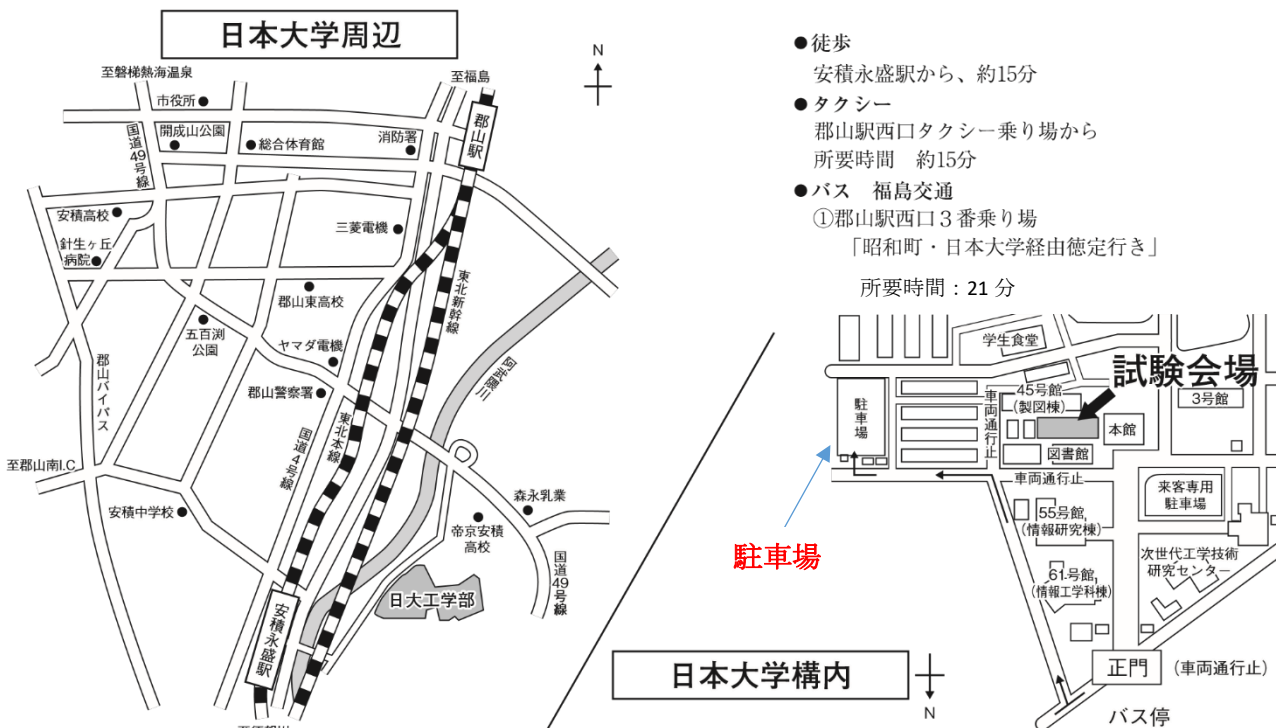 日本大学周辺
N
至磐梯熱海温泉
至福島
市役所
国道49号線
開成山公園
総合体育館
消防署
郡山駅
安積高校
三菱電機
針生ヶ丘
病院
東北新幹線
郡山東高校
五百渕
公園
ヤマダ電機
阿武隈川
郡山バイパス
郡山警察署
東北本線
国道4号線
至郡山南I.C.
安積中学校
森永乳業
帝京安積
高校
国道49号線
日大工学部
安積永盛駅
●徒歩
安積永盛駅から、約15分
●タクシー
郡山駅西口タクシー乗り場から
所要時間　約15分
●バス　福島交通
①郡山駅西口３番乗り場
「昭和町・日本大学経由徳定行き」
所要時間：21 分
学生食堂
試験会場
45号館
(製図棟)
3号館
駐車場
車両通行止
本館
図書館
車両通行止
来客専用
駐車場
55号館
(情報研究棟)
駐車場
次世代工学技術
研究センター
61号館
(情報工学科棟)
日本大学構内
N
正門
(車両通行止)
バス停